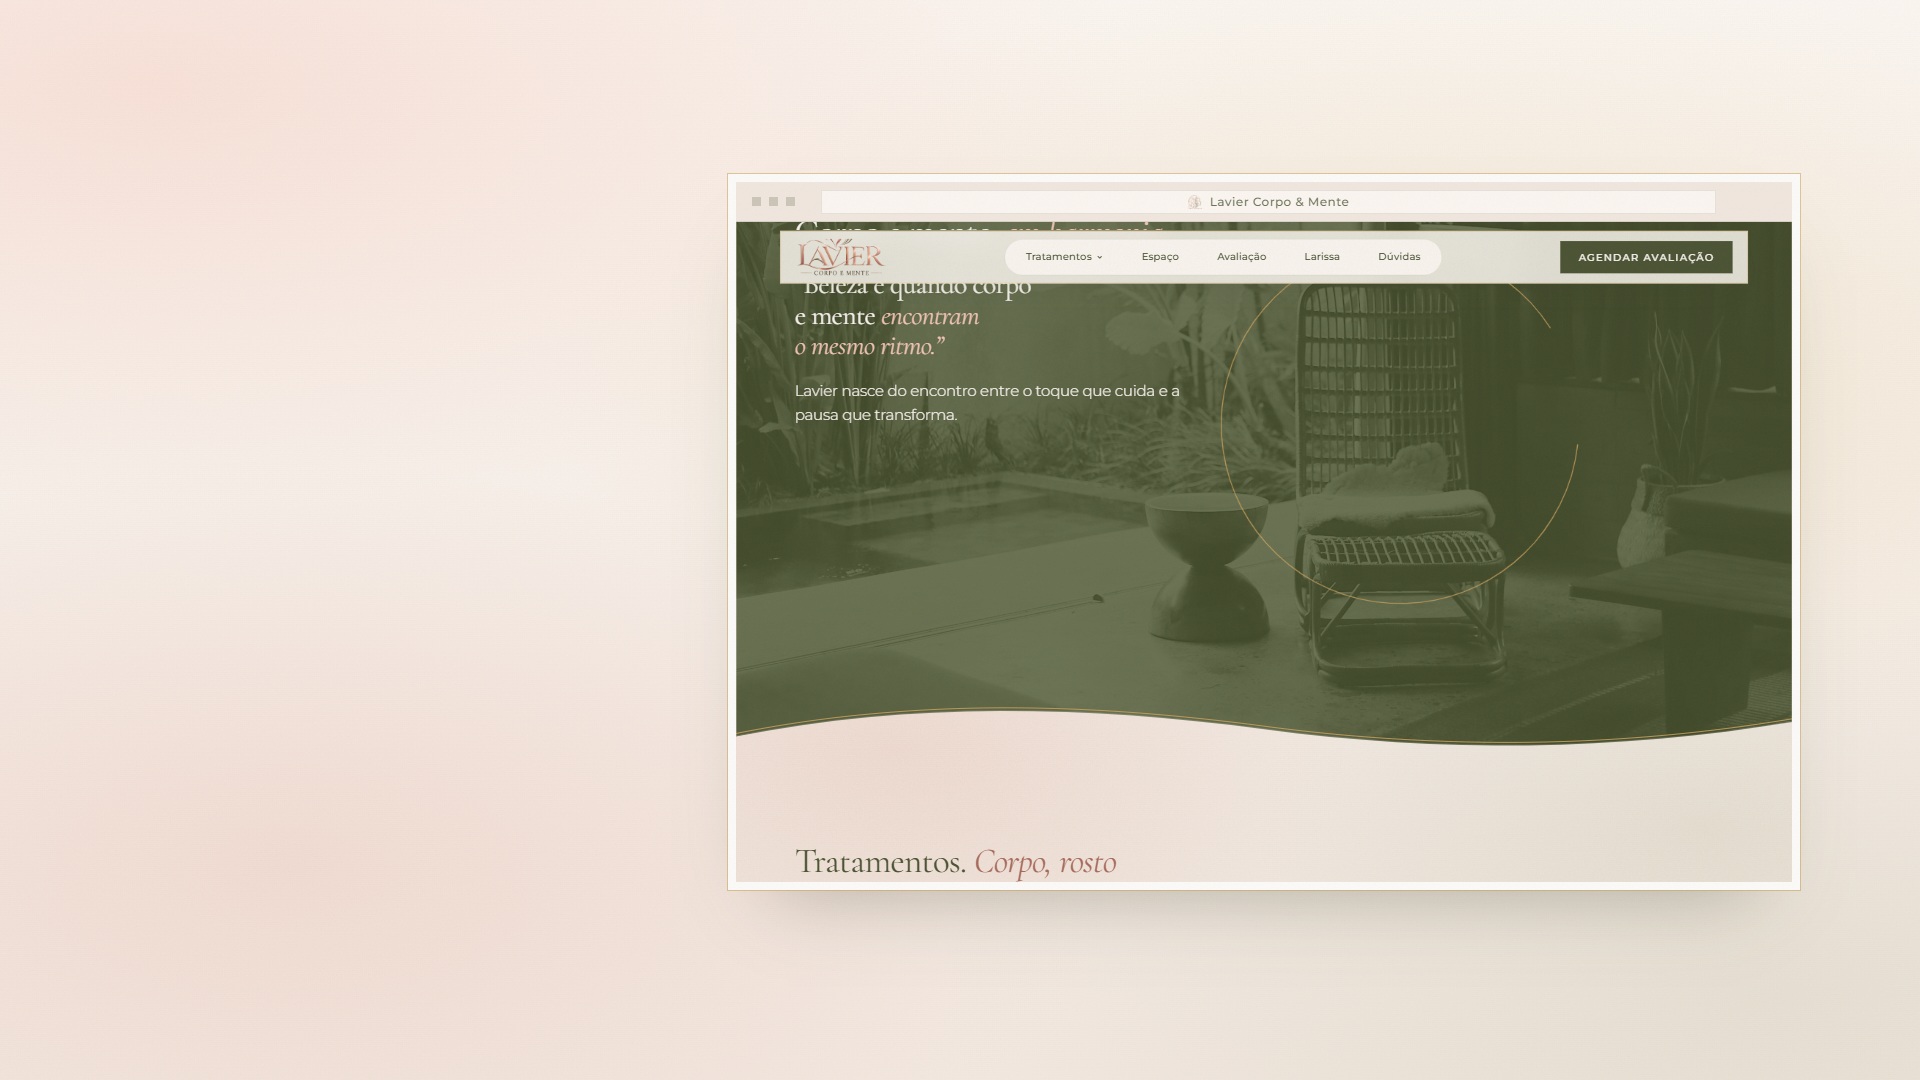 Lavier Corpo & Mente
LAVIER
CORPO E MENTE
Tratamentos
Espaço
Avaliação
Larissa
Dúvidas
AGENDAR AVALIAÇÃO
“Beleza é quando corpo
e mente encontram
o mesmo ritmo.”
Lavier nasce do encontro entre o toque que cuida e a
pausa que transforma.
Tratamentos. Corpo, rosto